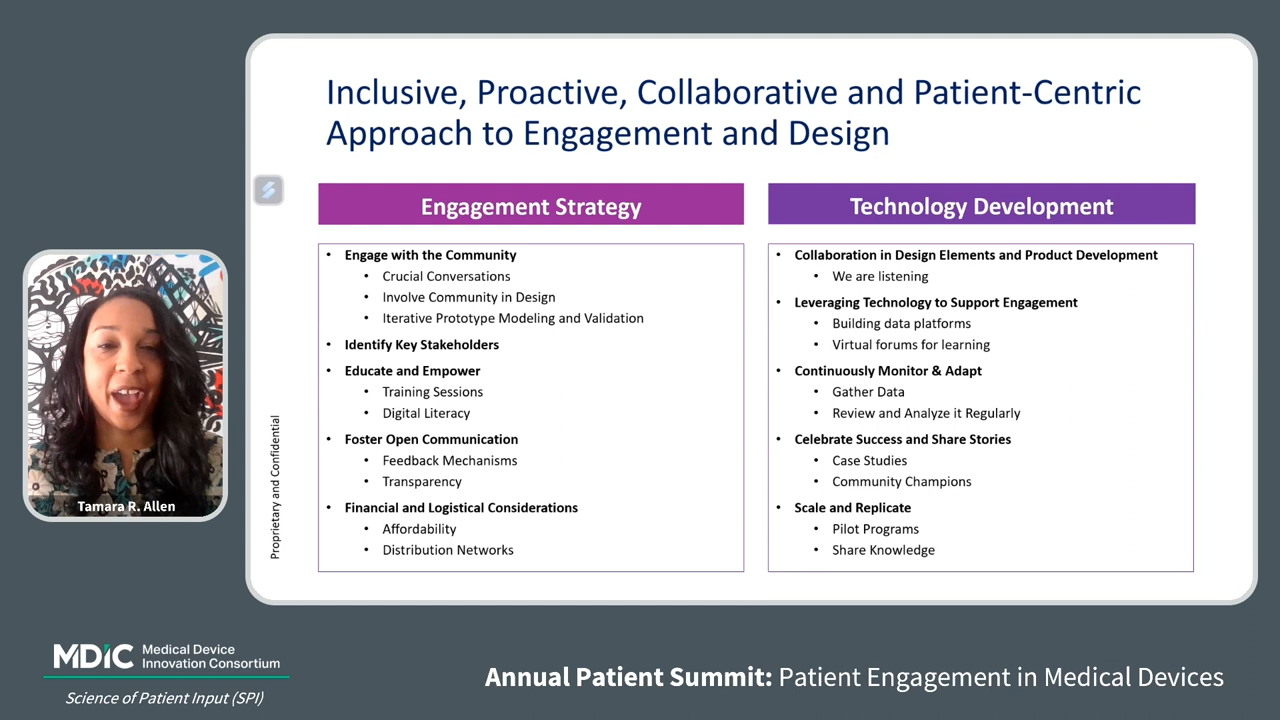 Inclusive, Proactive, Collaborative and Patient-Centric
Approach to Engagement and Design
Engagement Strategy
• Engage with the Community
• Crucial Conversations
• Involve Community in Design
• Iterative Prototype Modeling and Validation
• Identify Key Stakeholders
• Educate and Empower
• Training Sessions
• Digital Literacy
• Foster Open Communication
• Feedback Mechanisms
• Transparency
• Financial and Logistical Considerations
• Affordability
• Distribution Networks
Technology Development
• Collaboration in Design Elements and Product Development
• We are listening
• Leveraging Technology to Support Engagement
• Building data platforms
• Virtual forums for learning
• Continuously Monitor & Adapt
• Gather Data
• Review and Analyze it Regularly
• Celebrate Success and Share Stories
• Case Studies
• Community Champions
• Scale and Replicate
• Pilot Programs
• Share Knowledge
Proprietary and Confidential
Tamara R. Allen
MDIC
Medical Device
Innovation Consortium
Science of Patient Input (SPI)
Annual Patient Summit: Patient Engagement in Medical Devices